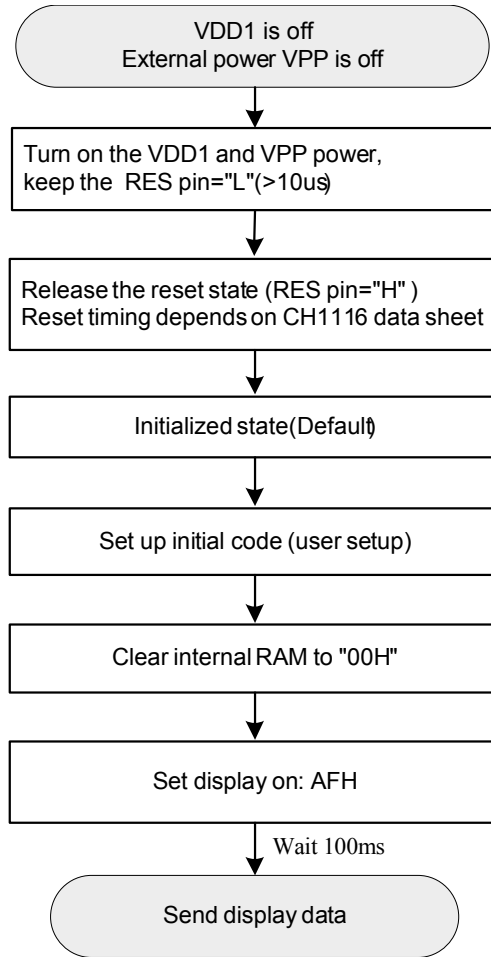 VDD1 is off
External power VPP is off
Turn on the VDD1 and VPP power,
keep the RES pin="L"(>10us)
Release the reset state (RES pin="H" )
Reset timing depends on CH1116 data sheet
Initialized state(Default)
Set up initial code (user setup)
Clear internal RAM to "00H"
Set display on: AFH
Wait 100ms
Send display data